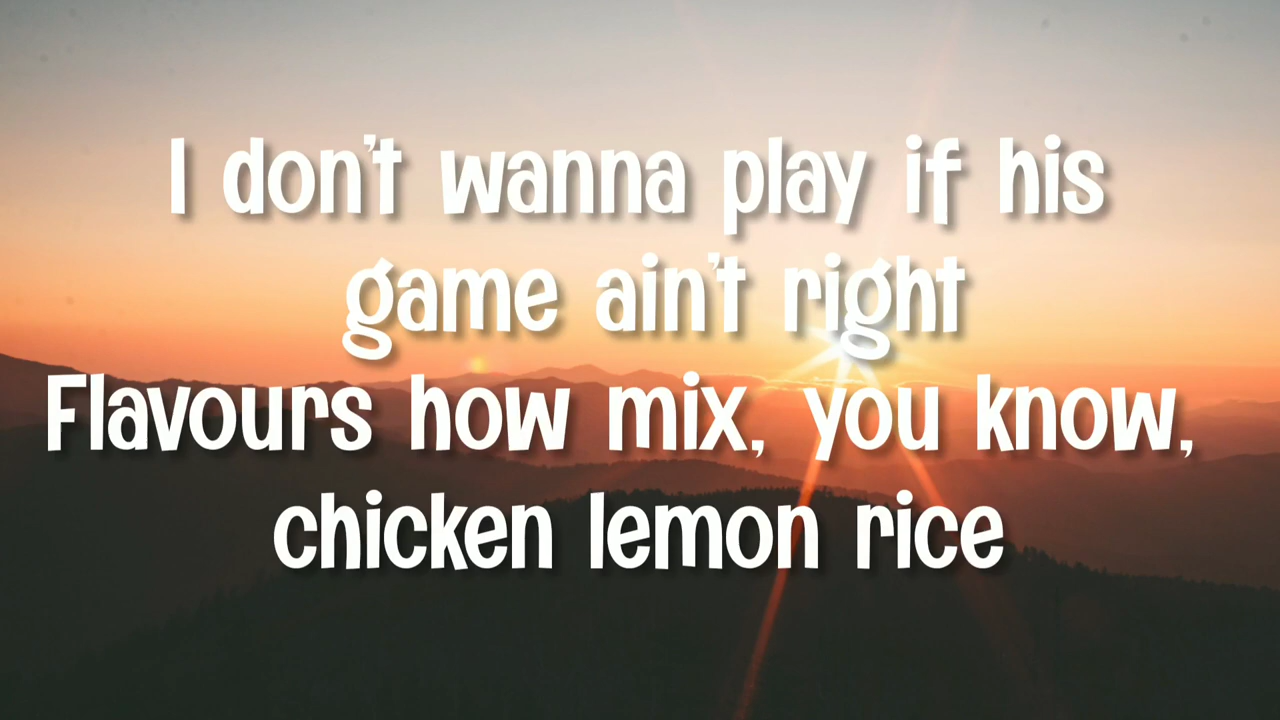 I don't wanna play if his
game ain't right
Flavours how mix, you know,
chicken lemon rice